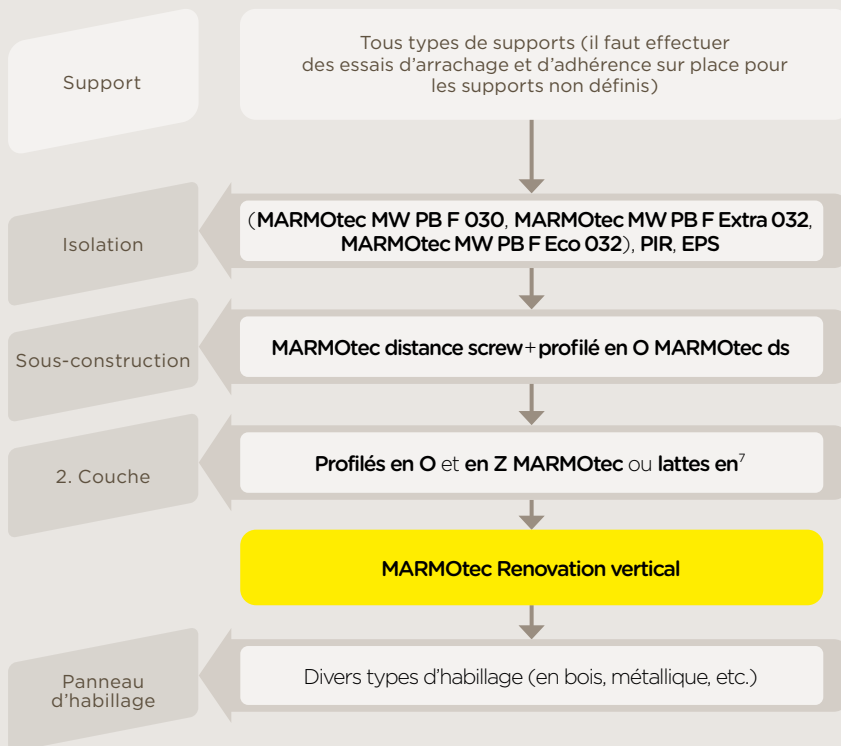 Support
Tous types de supports (il faut effectuer
des essais d'arrachage et d'adhérence sur place pour
les supports non définis)
Isolation
(MARMOtec MW PB F 030, MARMOtec MW PB F Extra 032,
MARMOtec MW PB F Eco 032), PIR, EPS
Sous-construction
MARMOtec distance screw+profilé en O MARMOtec ds
2. Couche
Profilés en O et en Z MARMOtec ou lattes en⁷
MARMOtec Renovation vertical
Panneau
d'habillage
Divers types d'habillage (en bois, métallique, etc.)